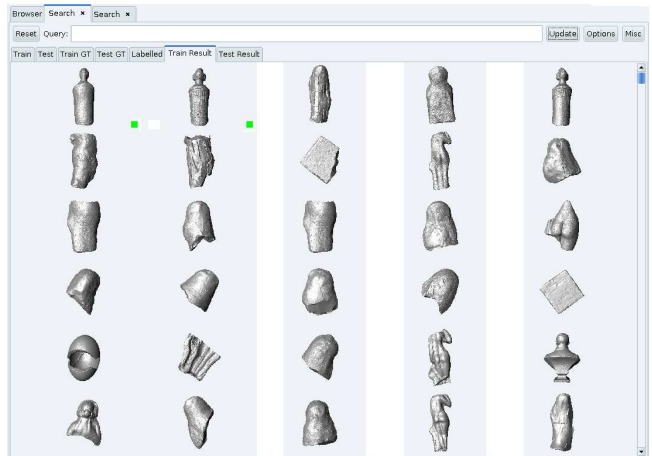 Browser Search × Search ×
Reset Query: Update Options Misc
Train Test Train GT Test GT Labelled Train Result Test Result